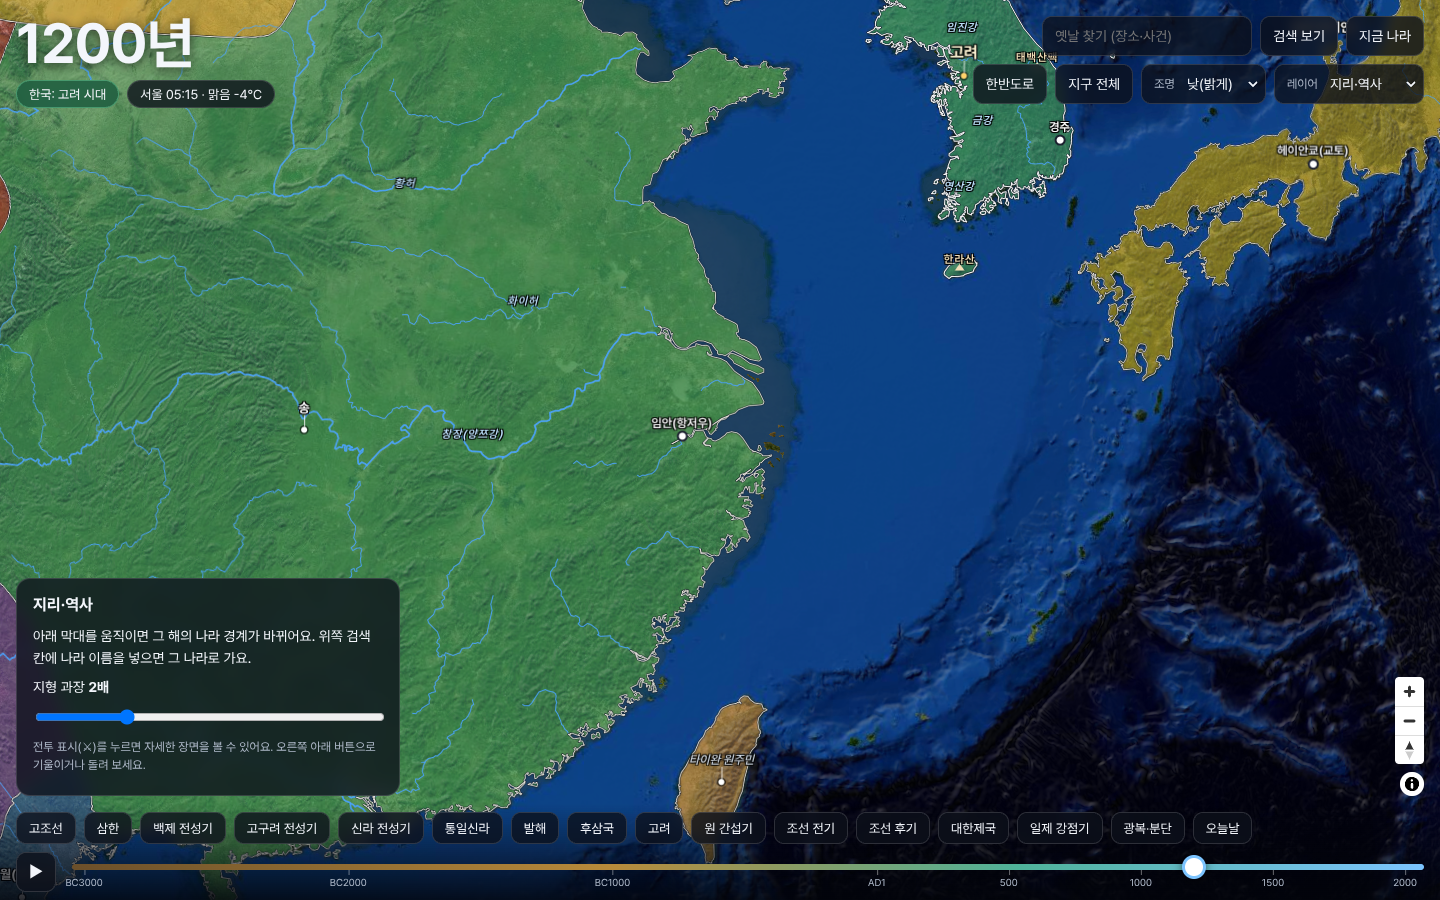 1200년
한국: 고려 시대
서울 05:15 · 맑음 -4°C
옛날 찾기 (장소·사건)
검색 보기
지금 나라
한반도로
지구 전체
조명 낮(밝게)
레이어 지리·역사
임진강
고려
태백산맥
금강
경주
영산강
한라산
헤이안쿄(교토)
황허
화이허
송
창장(양쯔강)
임안(항저우)
타이완 원주민
지리·역사
아래 막대를 움직이면 그 해의 나라 경계가 바뀌어요. 위쪽 검색
칸에 나라 이름을 넣으면 그 나라로 가요.
지형 과장 2배
전투 표시(⚔)를 누르면 자세한 장면을 볼 수 있어요. 오른쪽 아래 버튼으로
기울이거나 돌려 보세요.
고조선
삼한
백제 전성기
고구려 전성기
신라 전성기
통일신라
발해
후삼국
고려
원 간섭기
조선 전기
조선 후기
대한제국
일제 강점기
광복·분단
오늘날
BC3000
BC2000
BC1000
AD1
500
1000
1500
2000